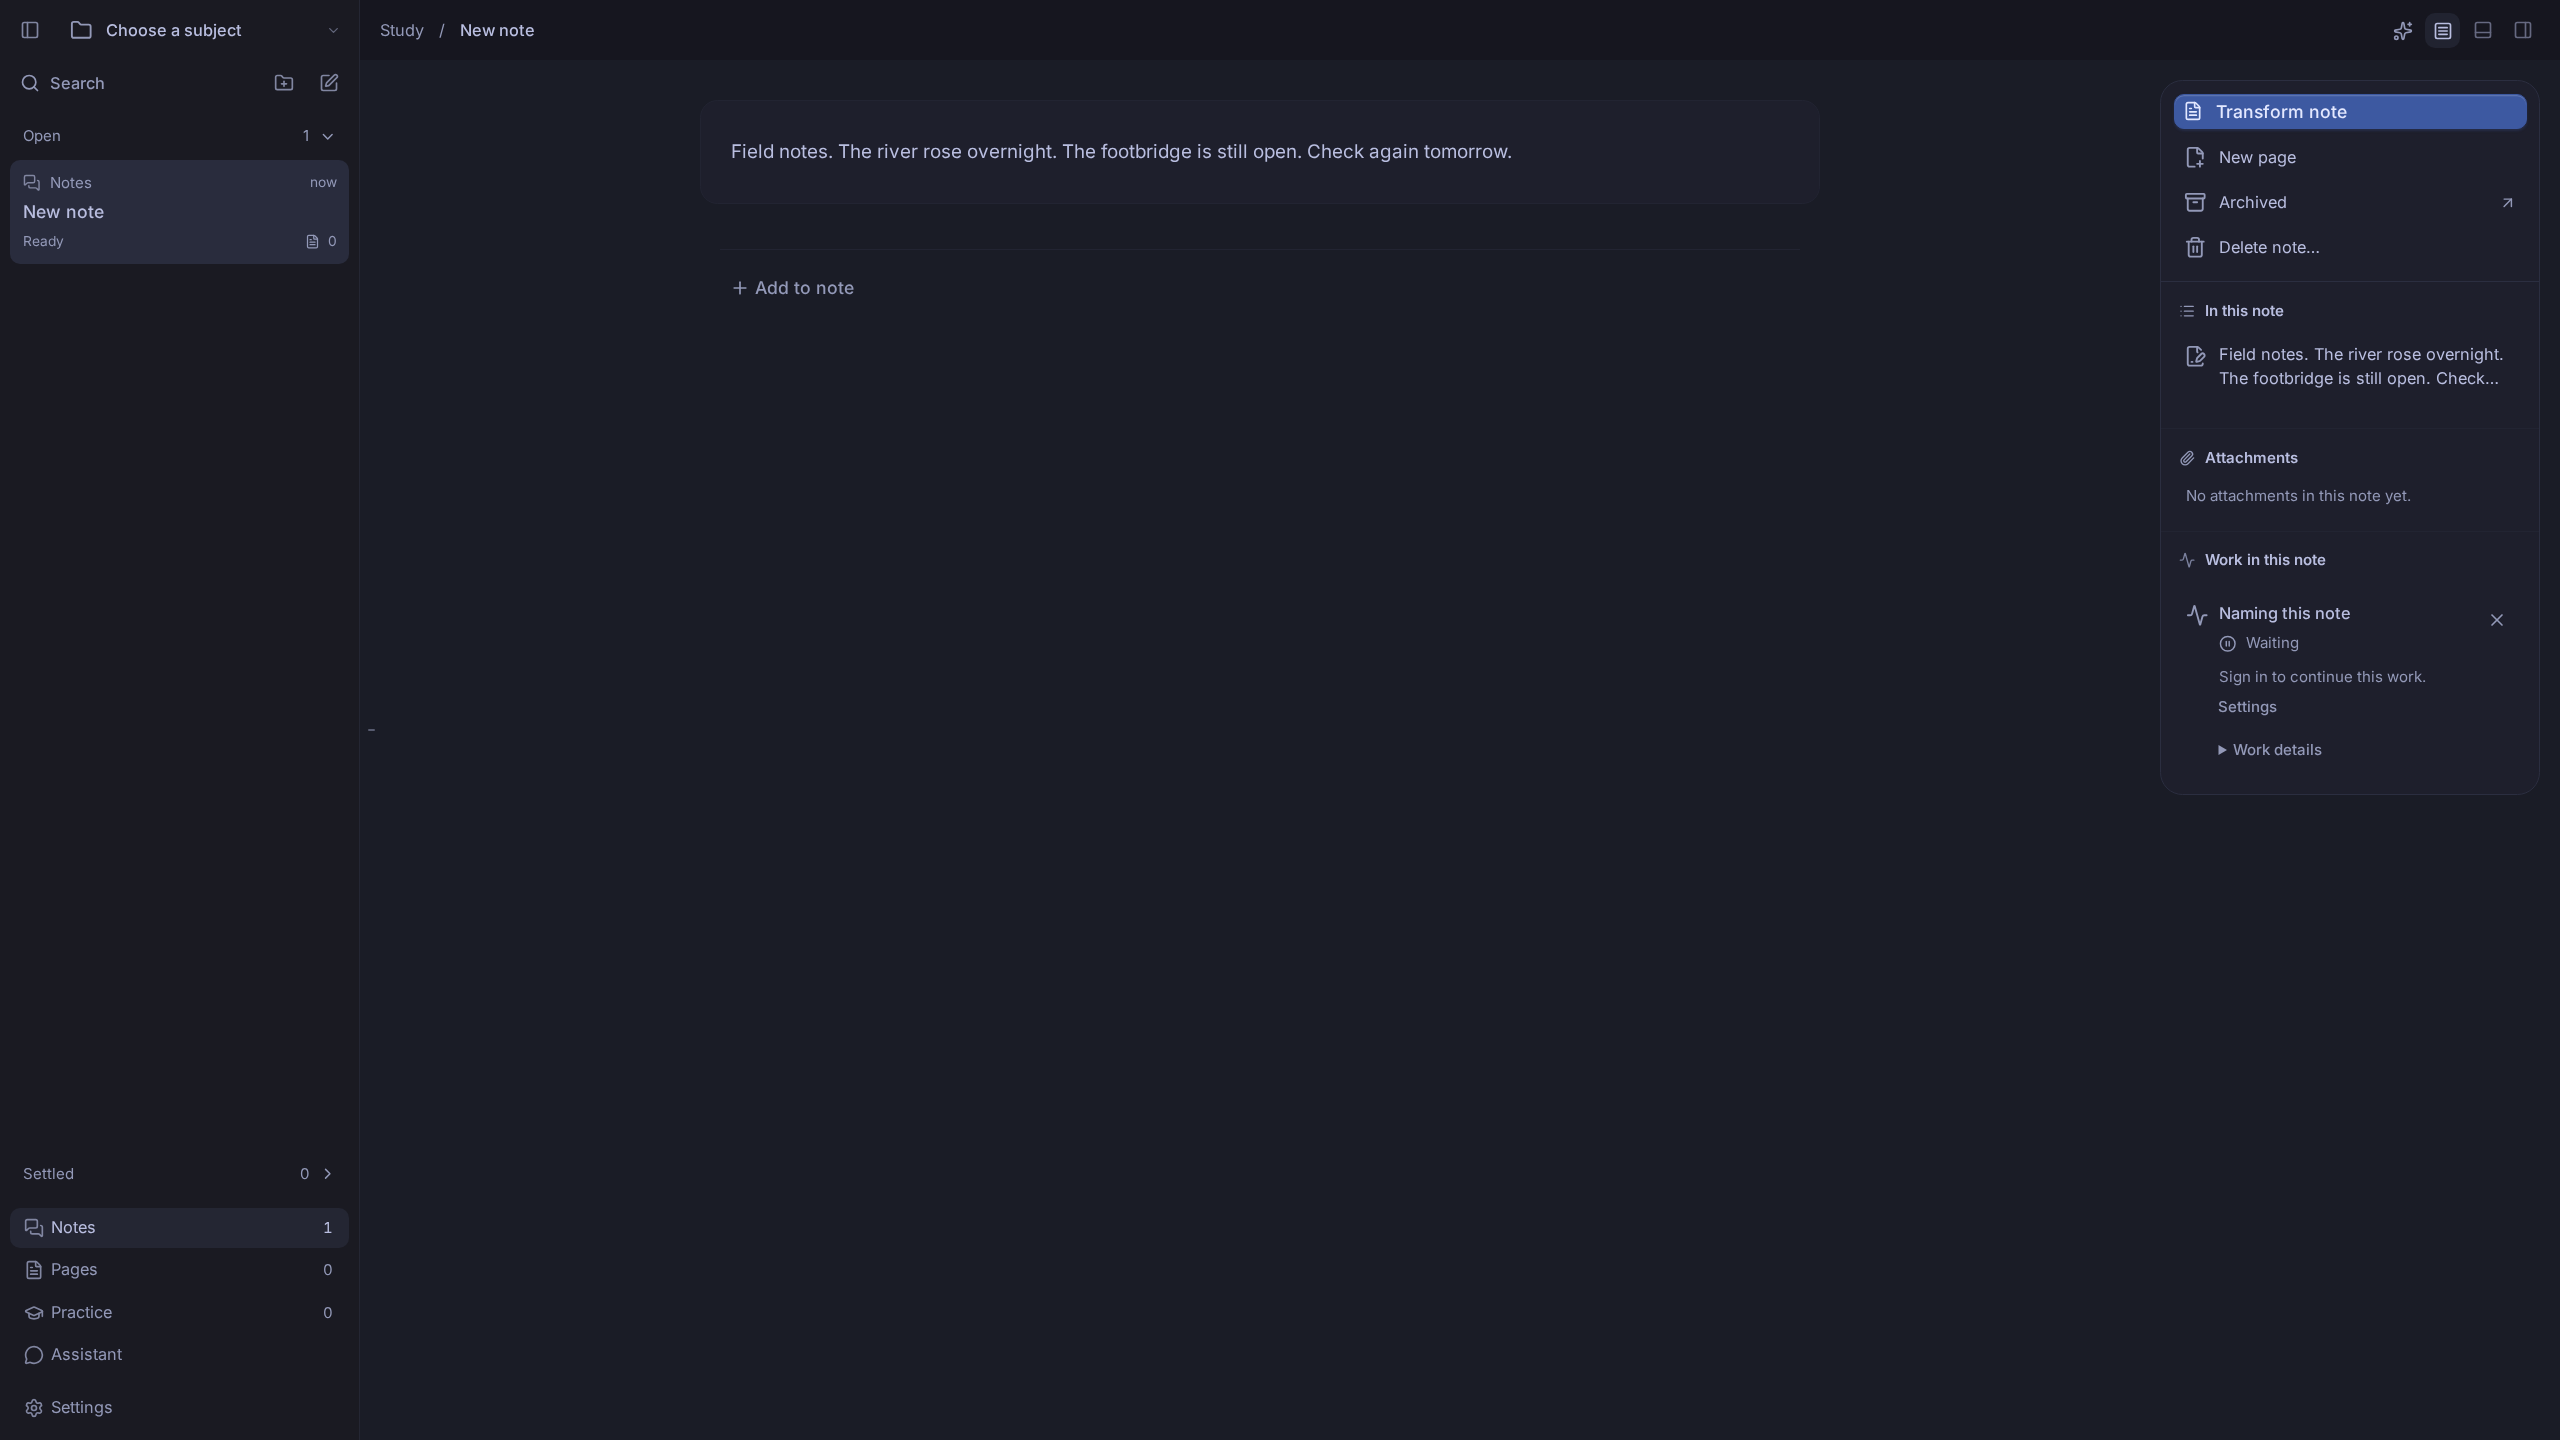 Choose a subject
Study / New note
Search
Open 1
Notes now
New note
Ready 0
Field notes. The river rose overnight. The footbridge is still open. Check again tomorrow.
Add to note
Transform note
New page
Archived
Delete note...
In this note
Field notes. The river rose overnight.
The footbridge is still open. Check...
Attachments
No attachments in this note yet.
Work in this note
Naming this note
Waiting
Sign in to continue this work.
Settings
Work details
Settled 0
Notes 1
Pages 0
Practice 0
Assistant
Settings